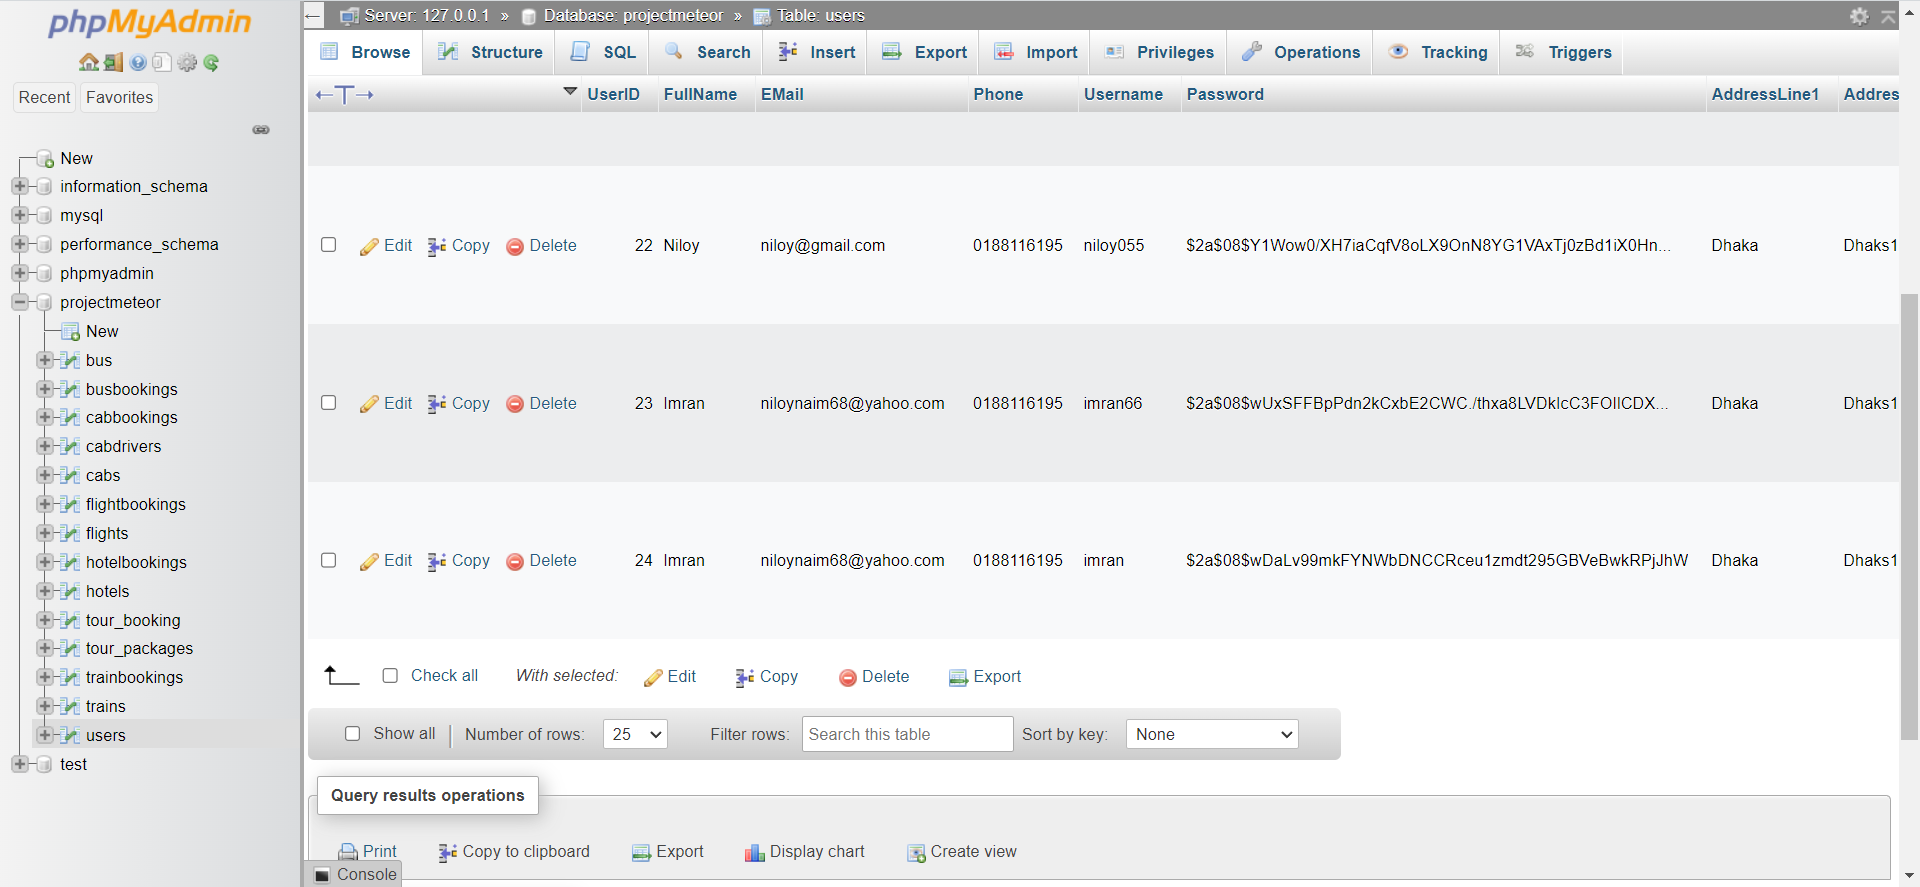 phpMyAdmin
Recent Favorites
New
information_schema
mysql
performance_schema
phpmyadmin
projectmeteor
New
bus
busbookings
cabbookings
cabdrivers
cabs
flightbookings
flights
hotelbookings
hotels
tour_booking
tour_packages
trainbookings
trains
users
test
Server: 127.0.0.1 » Database: projectmeteor » Table: users
Browse Structure SQL Search Insert Export Import Privileges Operations Tracking Triggers
UserID FullName EMail Phone Username Password AddressLine1 Addres
Edit Copy Delete 22 Niloy niloy@gmail.com 0188116195 niloy055 $2a$08$Y1Wow0/XH7iaCqfV8oLX9OnN8YG1VAxTj0zBd1iX0Hn... Dhaka Dhaks1
Edit Copy Delete 23 Imran niloynaim68@yahoo.com 0188116195 imran66 $2a$08$wUxSFFBpPdn2kCxbE2CWC./thxa8LVDklcC3FOIlCDX... Dhaka Dhaks1
Edit Copy Delete 24 Imran niloynaim68@yahoo.com 0188116195 imran $2a$08$wDaLv99mkFYNWbDNCCRceu1zmdt295GBVeBwkRPjJhW Dhaka Dhaks1
Check all With selected: Edit Copy Delete Export
Show all Number of rows: 25 Filter rows: Search this table Sort by key: None
Query results operations
Print Copy to clipboard Export Display chart Create view
Console